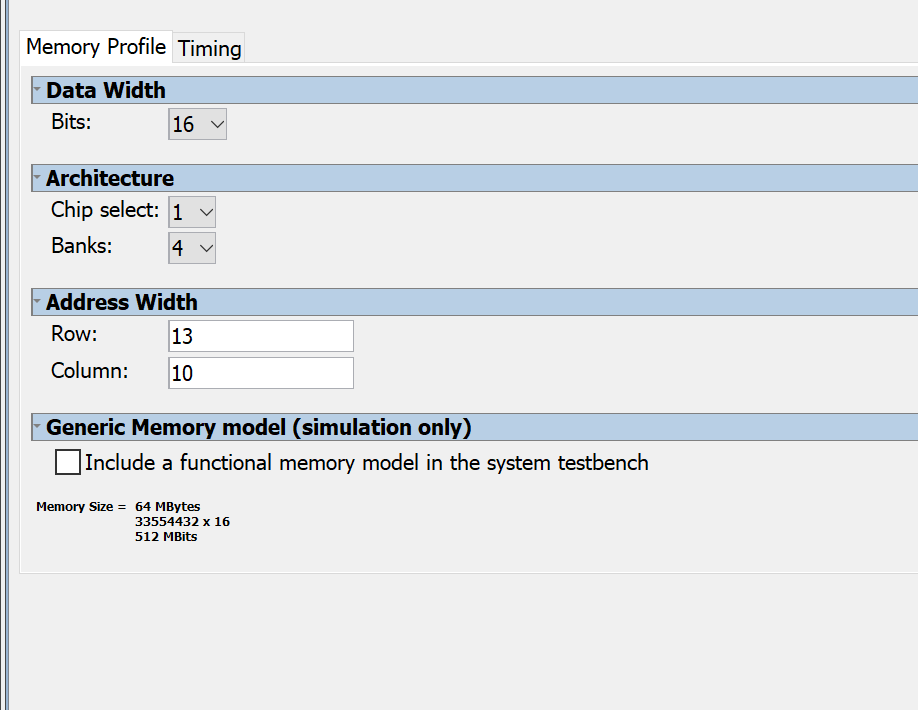 Memory Profile Timing
Data Width
Bits: 16
Architecture
Chip select: 1
Banks: 4
Address Width
Row: 13
Column: 10
Generic Memory model (simulation only)
Include a functional memory model in the system testbench
Memory Size = 64 MBytes
33554432 x 16
512 MBits